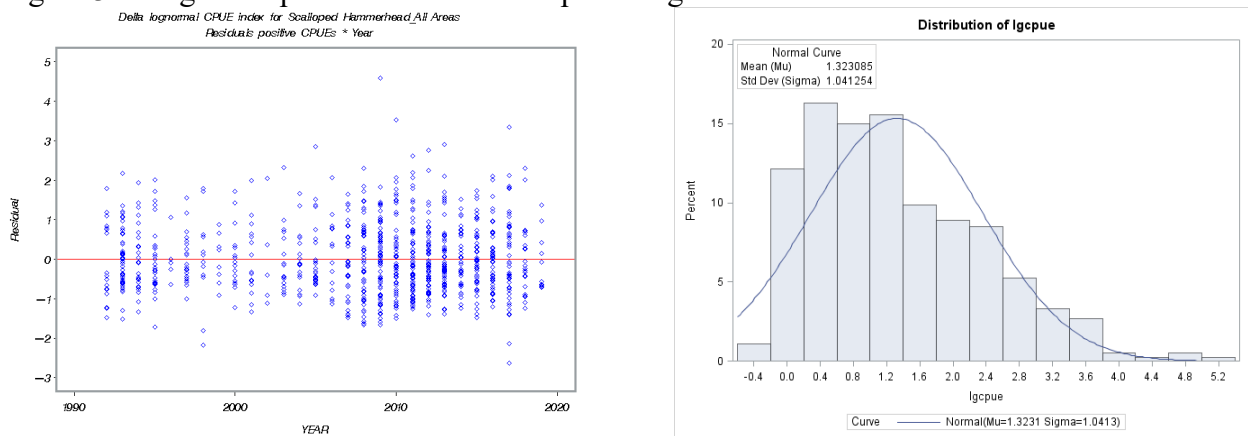 Delta lognormal CPUE index for Scalloped Hammerhead_All Areas
Residuals positive CPUEs * Year
5
4
3
2
1
0
-1
-2
-3
Residual
1990
2000
2010
2020
YEAR
Distribution of lgcpue
Normal Curve
Mean (Mu) 1.323085
Std Dev (Sigma) 1.041254
20
15
10
5
0
Percent
-0.4 0.0 0.4 0.8 1.2 1.6 2.0 2.4 2.8 3.2 3.6 4.0 4.4 4.8 5.2
lgcpue
Curve Normal(Mu=1.3231 Sigma=1.0413)